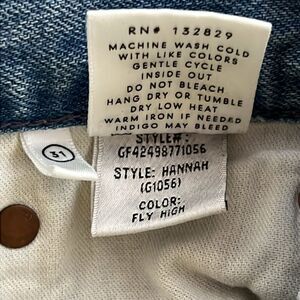 RN# 132829
MACHINE WASH COLD
WITH LIKE COLORS
GENTLE CYCLE
INSIDE OUT
DO NOT BLEACH
HANG DRY OR TUMBLE
DRY LOW HEAT
WARM IRON IF NEEDED
INDIGO MAY BLEED
31
STYLE#:
GF42498771056
STYLE: HANNAH
(G1056)
COLOR:
FLY HIGH